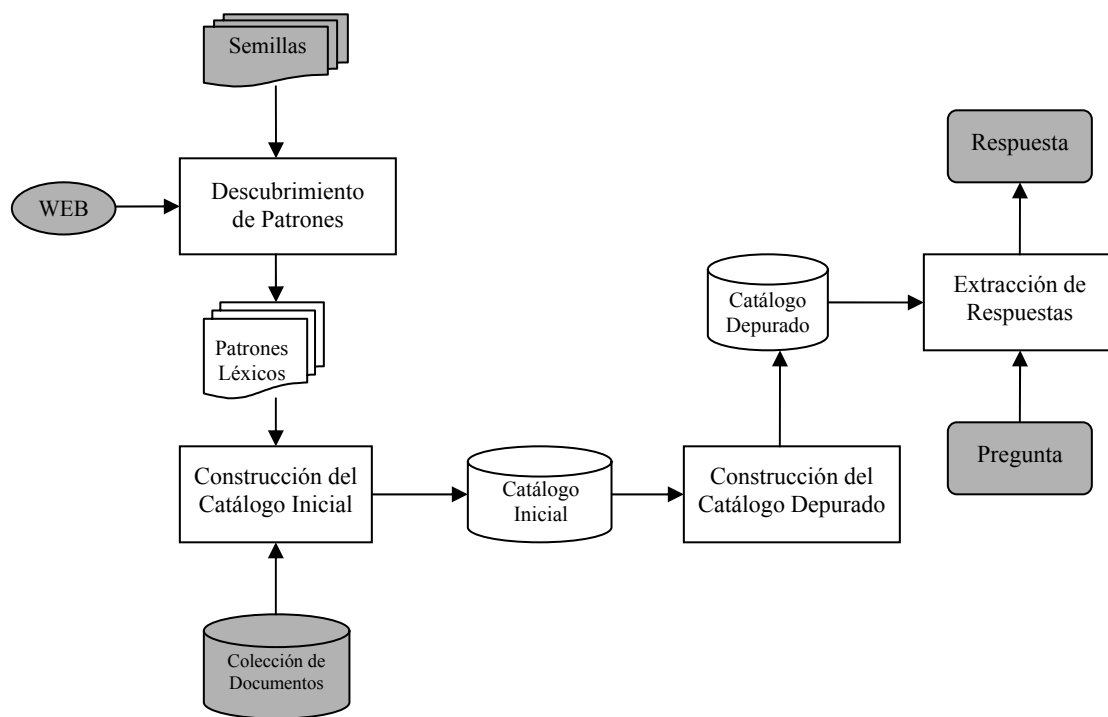 Semillas
Respuesta
WEB
Descubrimiento
de Patrones
Catálogo
Depurado
Extracción de
Respuestas
Patrones
Léxicos
Construcción del
Catálogo Inicial
Catálogo
Inicial
Construcción del
Catálogo Depurado
Pregunta
Colección de
Documentos